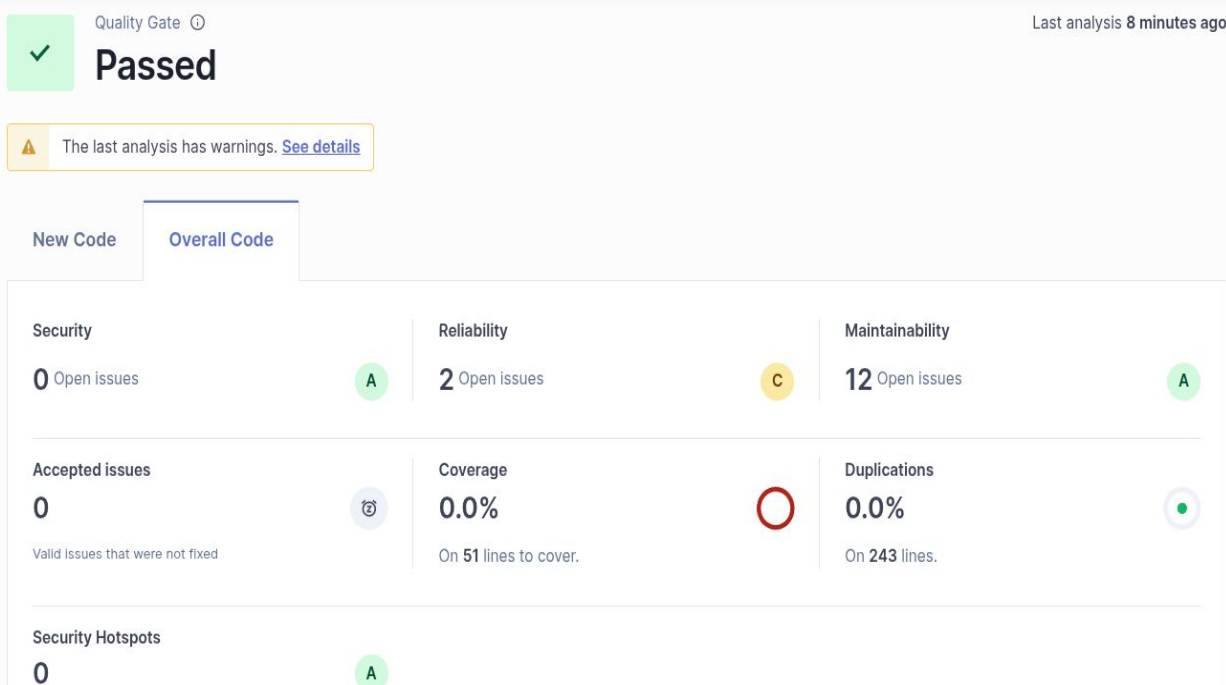 Quality Gate
Last analysis 8 minutes ago
Passed
The last analysis has warnings. See details
New Code
Overall Code
Security
Reliability
Maintainability
0 Open issues
A
2 Open issues
C
12 Open issues
A
Accepted issues
Coverage
Duplications
0
0.0%
0.0%
Valid issues that were not fixed
On 51 lines to cover.
On 243 lines.
Security Hotspots
0
A